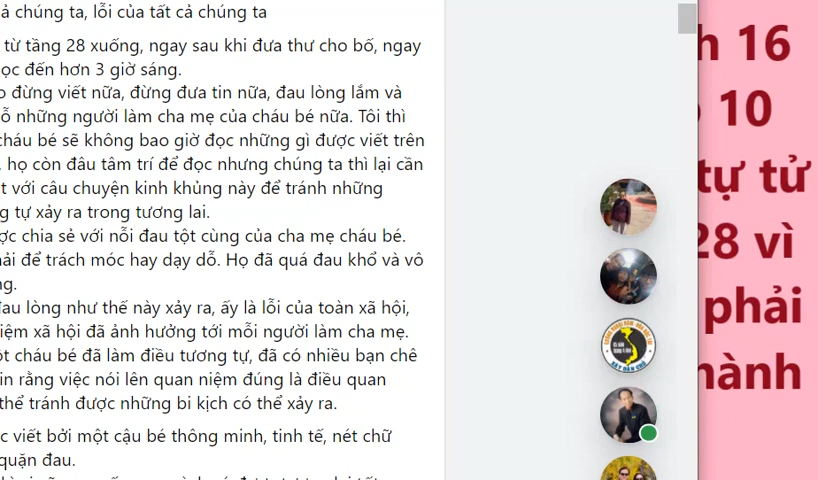 ả chúng ta, lỗi của tất cả chúng ta
từ tầng 28 xuống, ngay sau khi đưa thư cho bố, ngay
ọc đến hơn 3 giờ sáng.
o đừng viết nữa, đừng đưa tin nữa, đau lòng lắm và
ỗ những người làm cha mẹ của cháu bé nữa. Tôi thì
cháu bé sẽ không bao giờ đọc những gì được viết trên
, họ còn đâu tâm trí để đọc nhưng chúng ta thì lại cần
t với câu chuyện kinh khủng này để tránh những
g tự xảy ra trong tương lai.
ợc chia sẻ với nỗi đau tột cùng của cha mẹ cháu bé.
ải để trách móc hay dạy dỗ. Họ đã quá đau khổ và vô
ng.
đau lòng như thế này xảy ra, ấy là lỗi của toàn xã hội,
iệm xã hội đã ảnh hưởng tới mỗi người làm cha mẹ.
ột cháu bé đã làm điều tương tự, đã có nhiều bạn chê
in rằng việc nói lên quan niệm đúng là điều quan
thể tránh được những bi kịch có thể xảy ra.
c viết bởi một cậu bé thông minh, tinh tế, nét chữ
quặn đau.
h 16
10
tự tử
28 vì
phải
hành
XÂY DÂN CHỦ